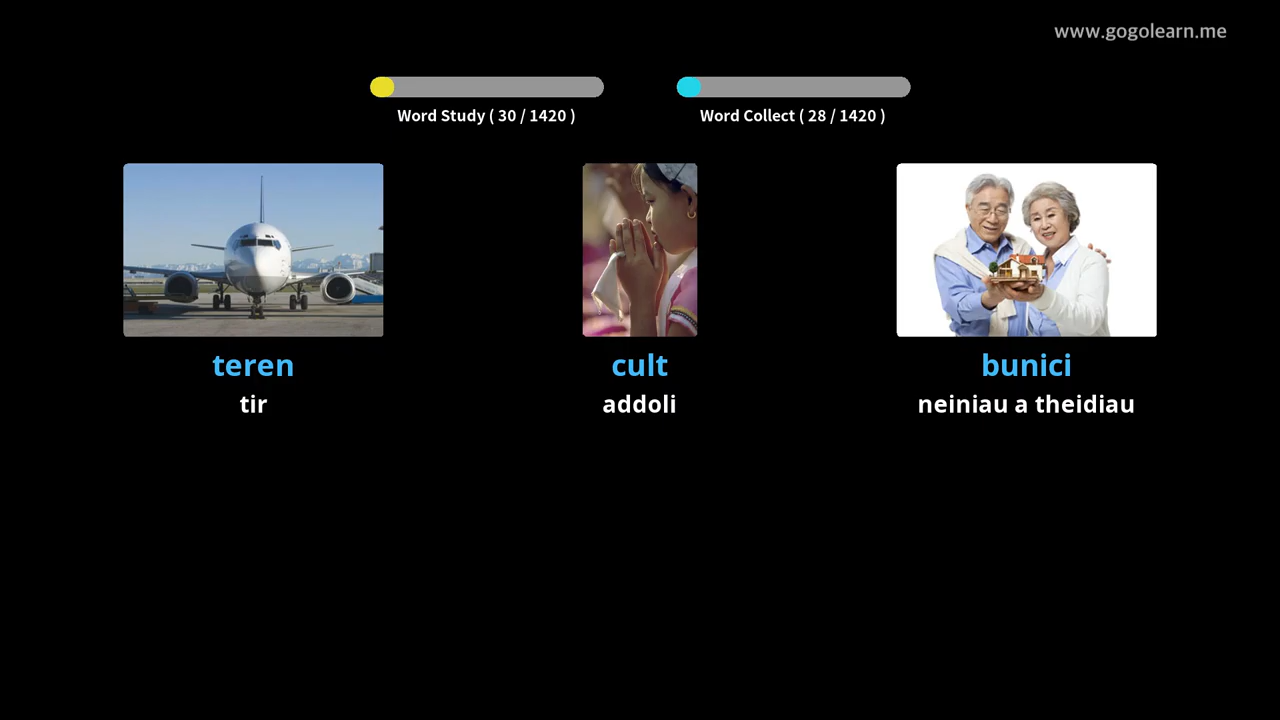 www.gogolearn.me
Word Study ( 30 / 1420 )
Word Collect ( 28 / 1420 )
teren
tir
cult
addoli
bunici
neiniau a theidiau